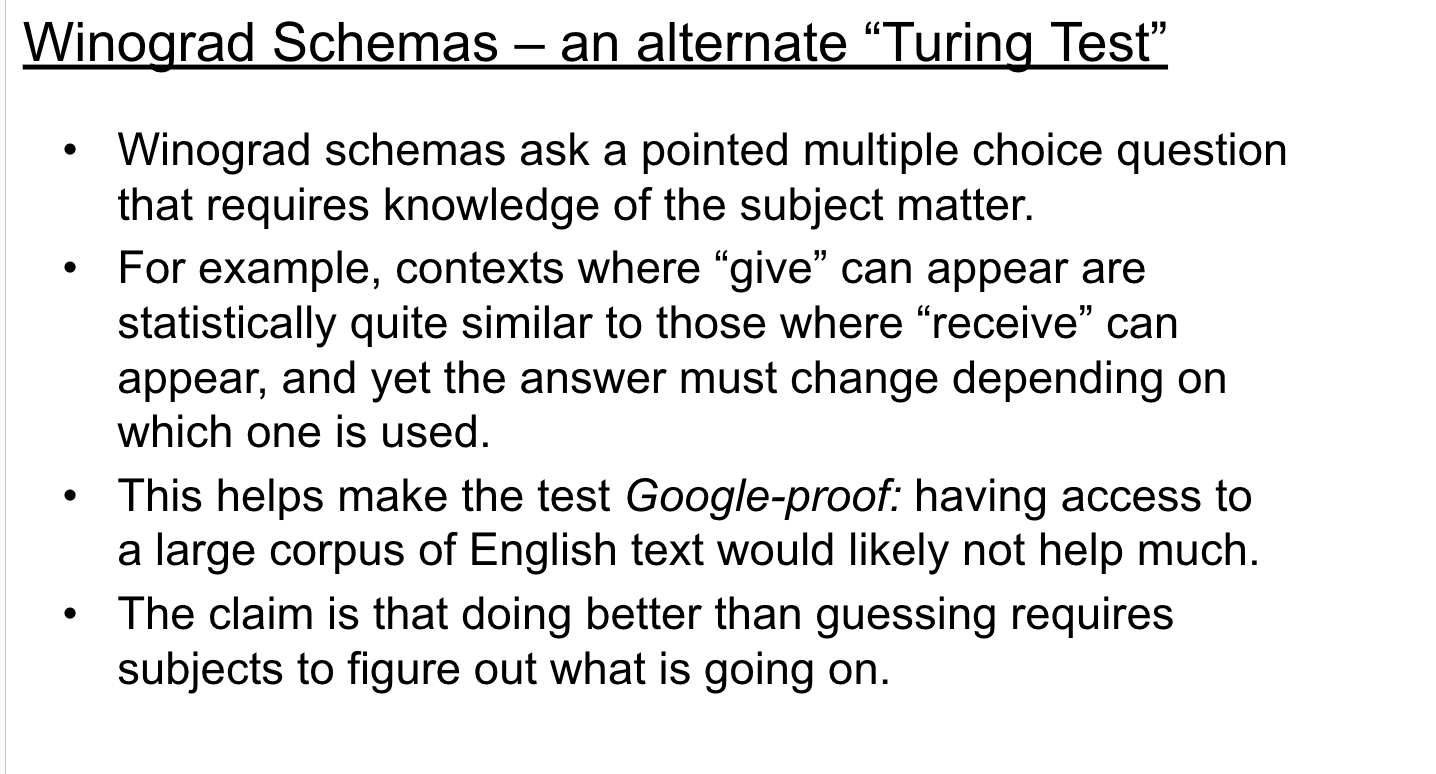 Winograd Schemas – an alternate “Turing Test”
• Winograd schemas ask a pointed multiple choice question
that requires knowledge of the subject matter.
• For example, contexts where “give” can appear are
statistically quite similar to those where “receive” can
appear, and yet the answer must change depending on
which one is used.
• This helps make the test Google-proof: having access to
a large corpus of English text would likely not help much.
• The claim is that doing better than guessing requires
subjects to figure out what is going on.